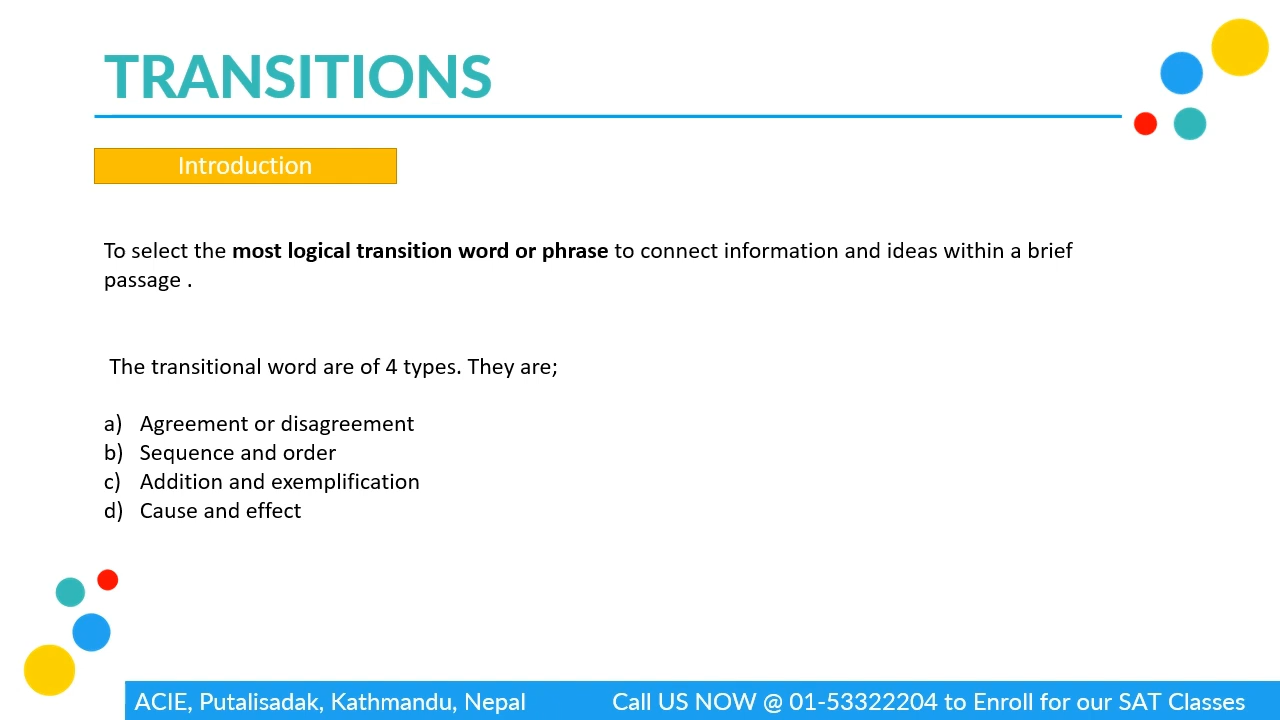 TRANSITIONS
Introduction
To select the most logical transition word or phrase to connect information and ideas within a brief
passage .
The transitional word are of 4 types. They are;
a) Agreement or disagreement
b) Sequence and order
c) Addition and exemplification
d) Cause and effect
ACIE, Putalisadak, Kathmandu, Nepal
Call US NOW @ 01-53322204 to Enroll for our SAT Classes